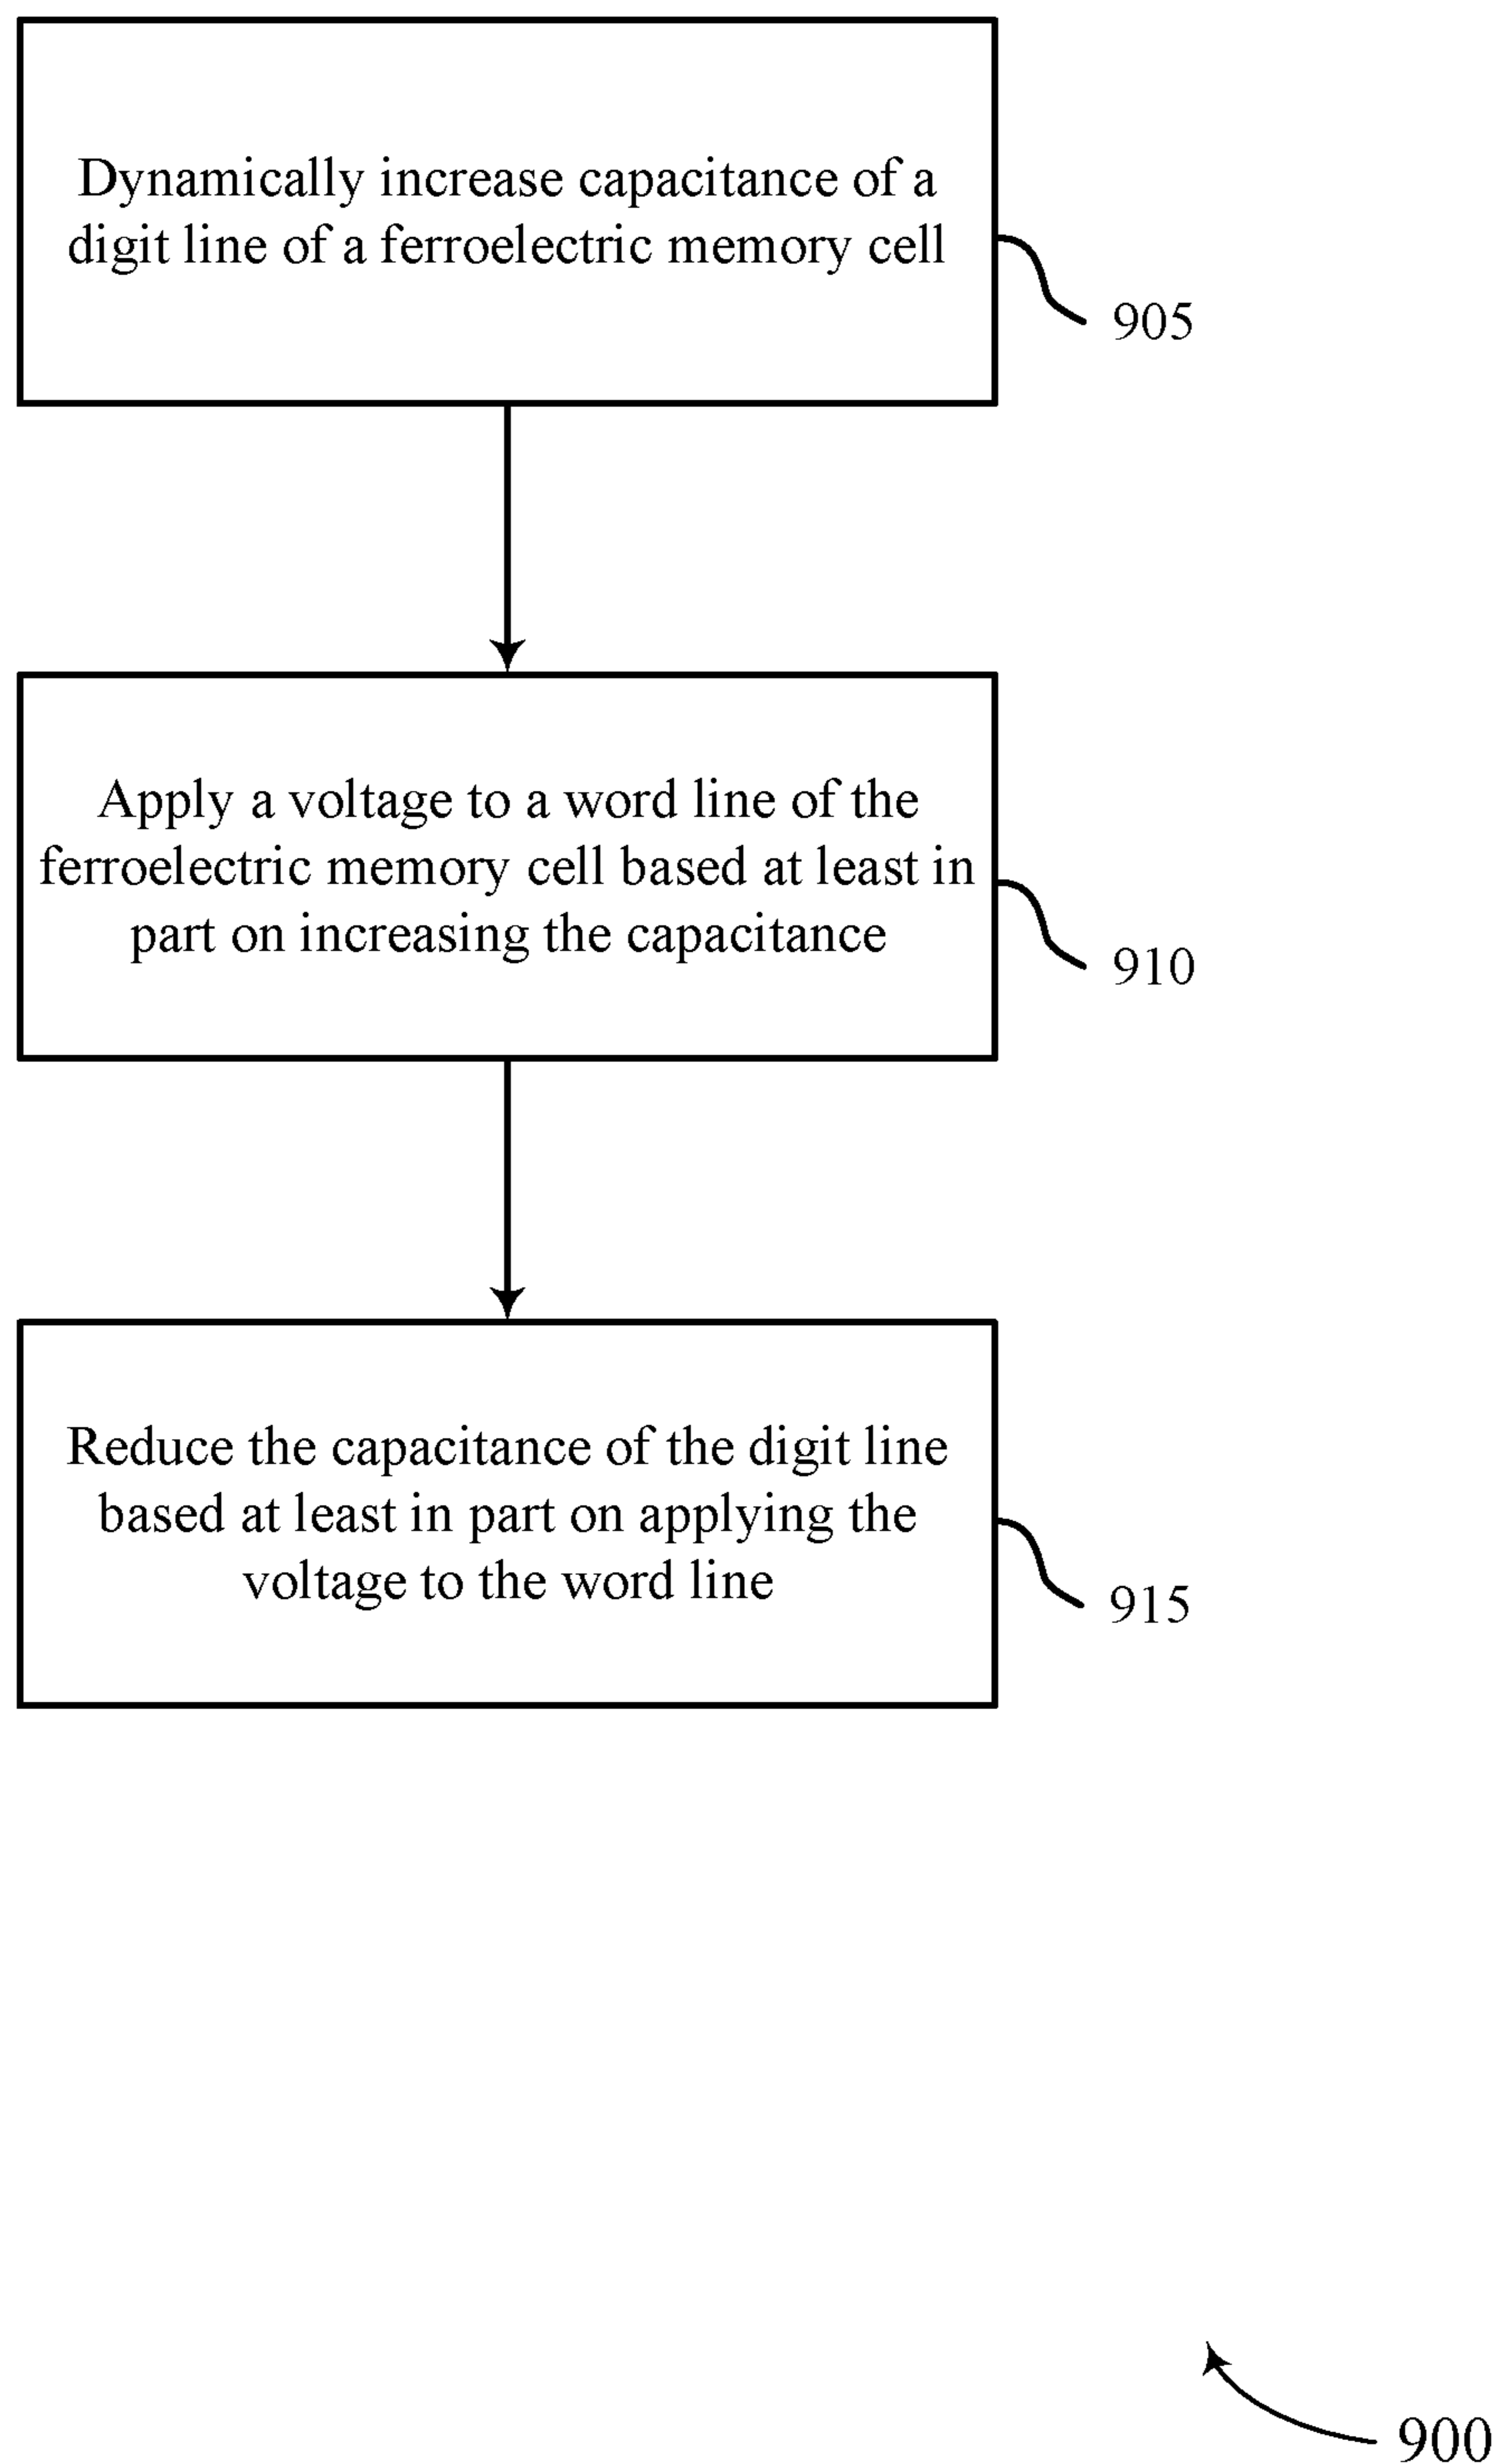 Dynamically increase capacitance of a
digit line of a ferroelectric memory cell
905
Apply a voltage to a word line of the
ferroelectric memory cell based at least in
part on increasing the capacitance
910
Reduce the capacitance of the digit line
based at least in part on applying the
voltage to the word line
915
900